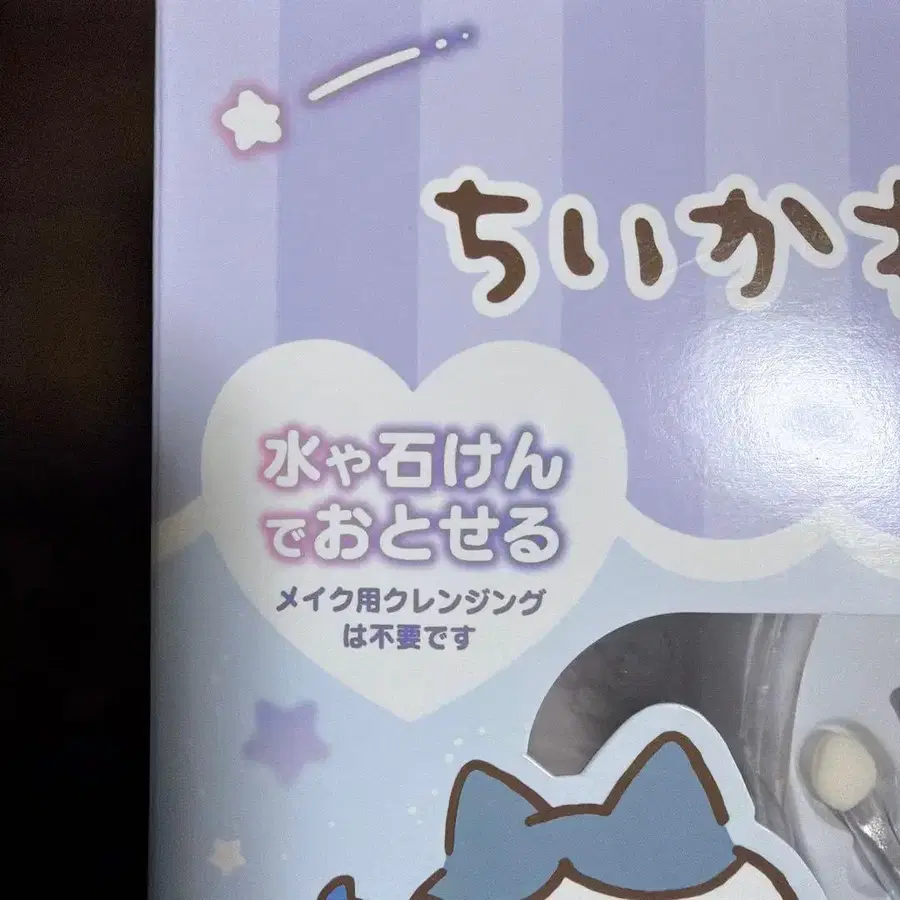 ちいかわ
水や石けん
でおとせる
メイク用クレンジング
は不要です